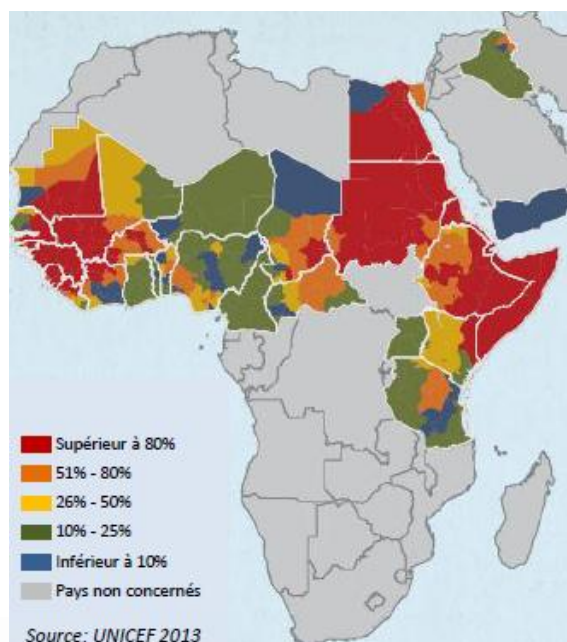 Supérieur à 80%
51% - 80%
26% - 50%
10% - 25%
Inférieur à 10%
Pays non concernés
Source: UNICEF 2013